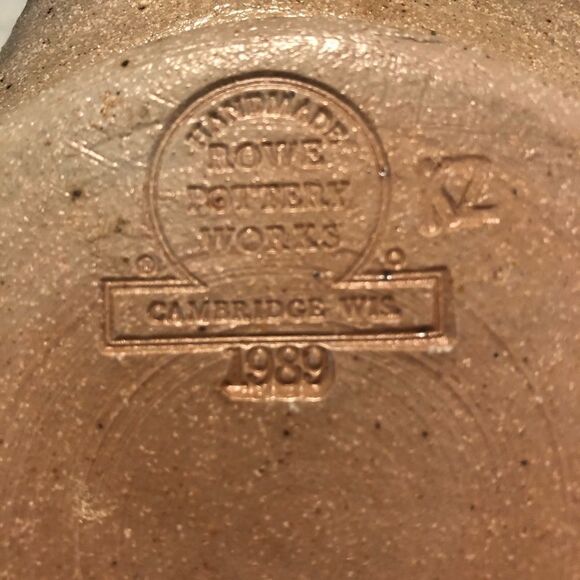 HANDMADE
ROWE
POTTERY
WORKS
CAMBRIDGE WIS.
1989